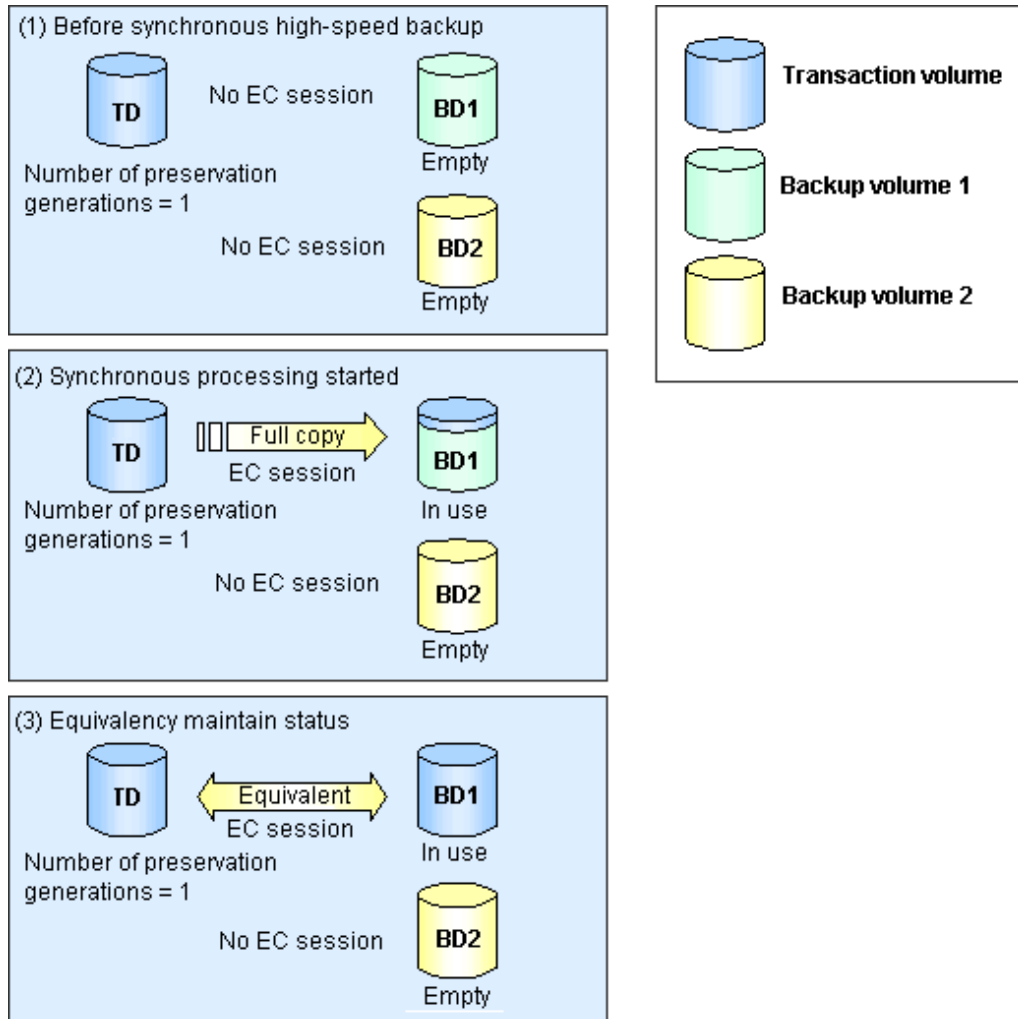 (1) Before synchronous high-speed backup
TD
No EC session
BD1
Empty
Number of preservation
generations = 1
No EC session
BD2
Empty
(2) Synchronous processing started
TD
Full copy
EC session
BD1
In use
Number of preservation
generations = 1
No EC session
BD2
Empty
(3) Equivalency maintain status
TD
Equivalent
EC session
BD1
In use
Number of preservation
generations = 1
No EC session
BD2
Empty
Transaction volume
Backup volume 1
Backup volume 2